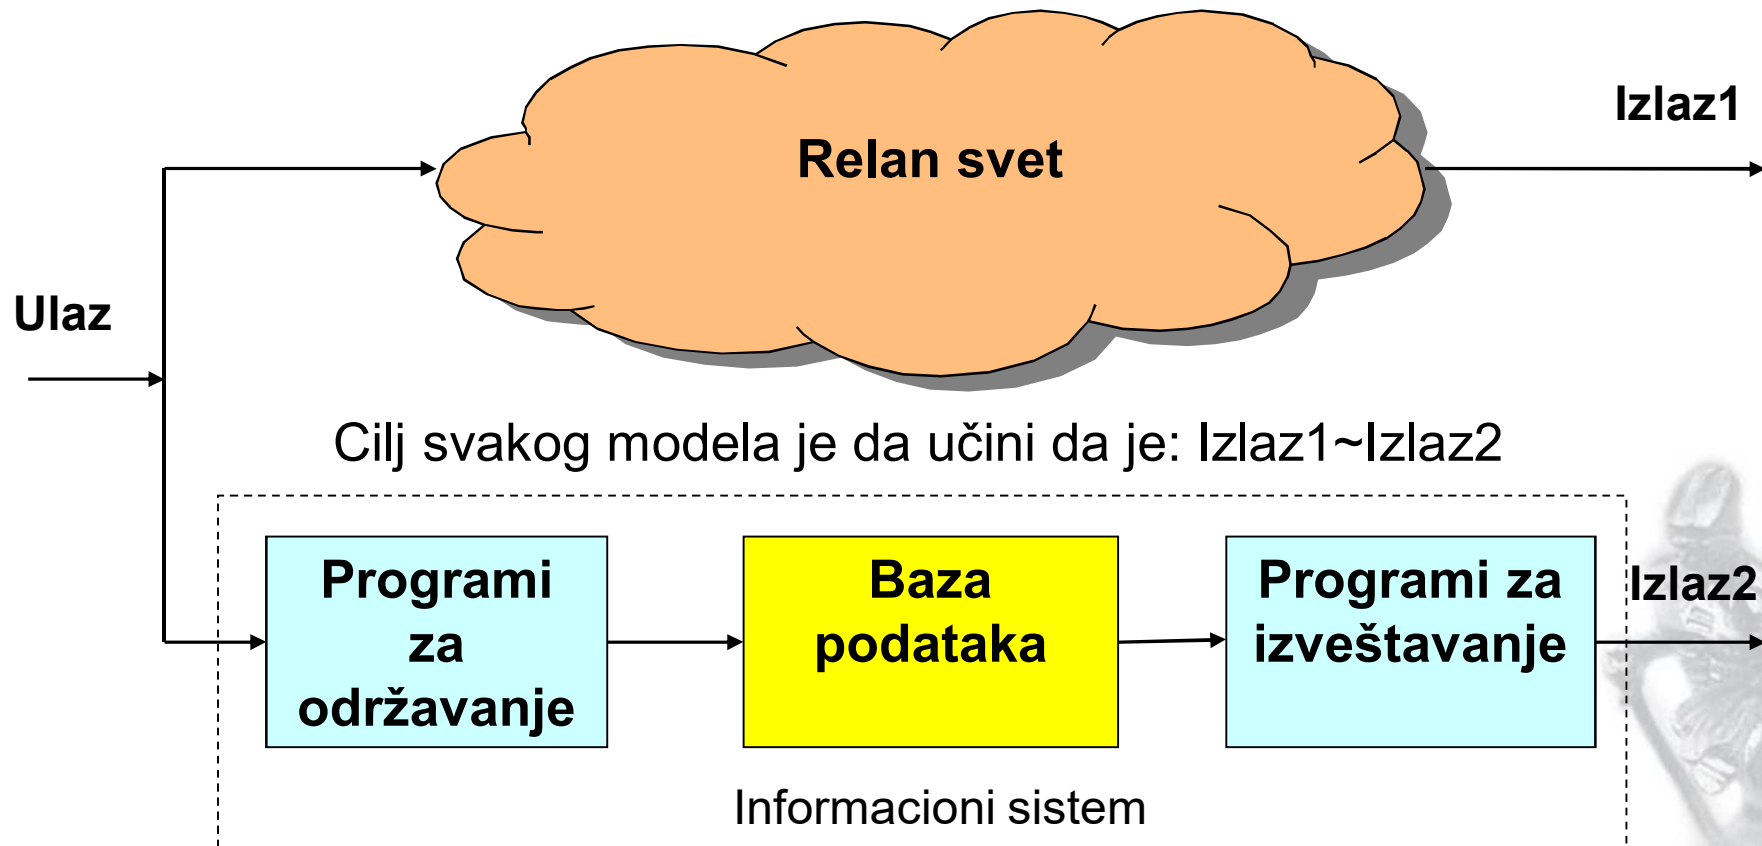 Izlaz1
Relan svet
Ulaz
Cilj svakog modela je da učini da je: Izlaz1~Izlaz2
Programi
za
održavanje
Baza
podataka
Programi za
izveštavanje
Izlaz2
Informacioni sistem